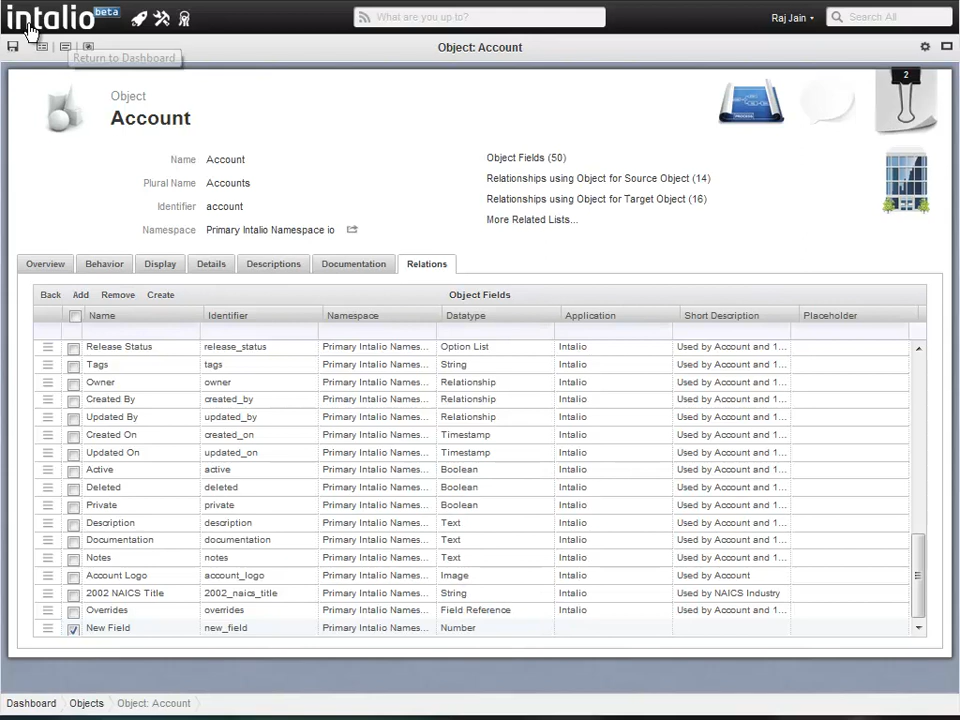 intalio beta
What are you up to?
Raj Jain
Search All
Object: Account
Return to Dashboard
2
Object
Account
PROCESS
Name Account
Plural Name Accounts
Identifier account
Namespace Primary Intalio Namespace io
Object Fields (50)
Relationships using Object for Source Object (14)
Relationships using Object for Target Object (16)
More Related Lists...
Overview Behavior Display Details Descriptions Documentation Relations
Back Add Remove Create Object Fields
Name Identifier Namespace Datatype Application Short Description Placeholder
Release Status release_status Primary Intalio Names... Option List Intalio Used by Account and 1...
Tags tags Primary Intalio Names... String Intalio Used by Account and 1...
Owner owner Primary Intalio Names... Relationship Intalio Used by Account and 1...
Created By created_by Primary Intalio Names... Relationship Intalio Used by Account and 1...
Updated By updated_by Primary Intalio Names... Relationship Intalio Used by Account and 1...
Created On created_on Primary Intalio Names... Timestamp Intalio Used by Account and 1...
Updated On updated_on Primary Intalio Names... Timestamp Intalio Used by Account and 1...
Active active Primary Intalio Names... Boolean Intalio Used by Account and 1...
Deleted deleted Primary Intalio Names... Boolean Intalio Used by Account and 1...
Private private Primary Intalio Names... Boolean Intalio Used by Account and 1...
Description description Primary Intalio Names... Text Intalio Used by Account and 1...
Documentation documentation Primary Intalio Names... Text Intalio Used by Account and 1...
Notes notes Primary Intalio Names... Text Intalio Used by Account and 1...
Account Logo account_logo Primary Intalio Names... Image Intalio Used by Account
2002 NAICS Title 2002_naics_title Primary Intalio Names... String Intalio Used by NAICS Industry
Overrides overrides Primary Intalio Names... Field Reference Intalio Used by Account and 1...
New Field new_field Primary Intalio Names... Number
Dashboard Objects Object: Account